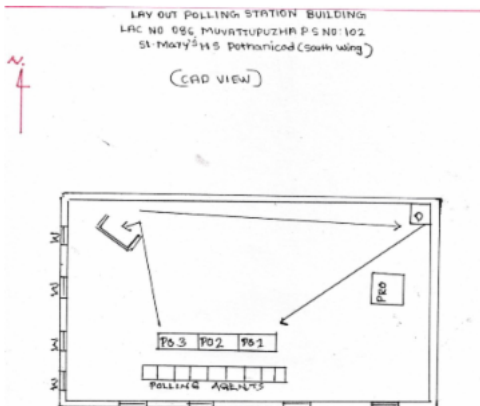 LAY OUT POLLING STATION BUILDING
LAC NO 086 MUVATTUPUZHA P S NO: 102
St. Mary's H S Pothanicad (South Wing)
(CAD VIEW)
N.
D
W
W
PRO
W
PO3 PO2 PO1
W
POLLING AGENTS